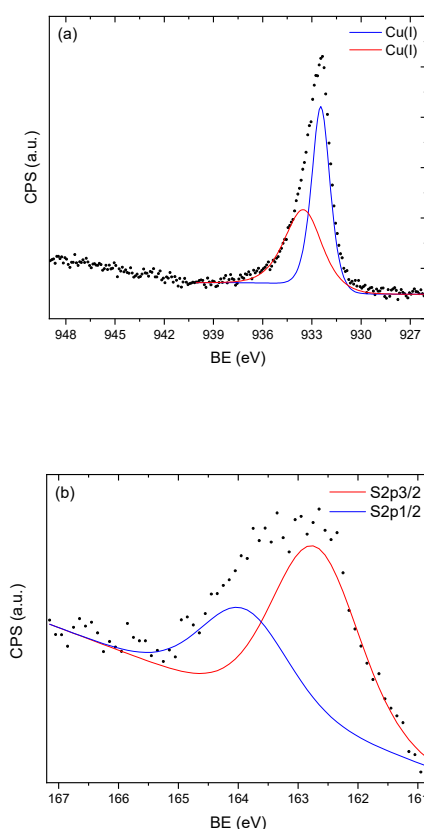 (a)
Cu(I)
Cu(I)
CPS (a.u.)
948 945 942 939 936 933 930 927
BE (eV)
(b)
S2p3/2
S2p1/2
CPS (a.u.)
167 166 165 164 163 162 161
BE (eV)